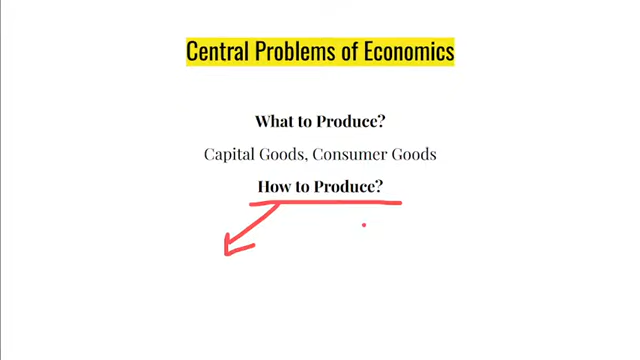 Central Problems of Economics
What to Produce?
Capital Goods, Consumer Goods
How to Produce?